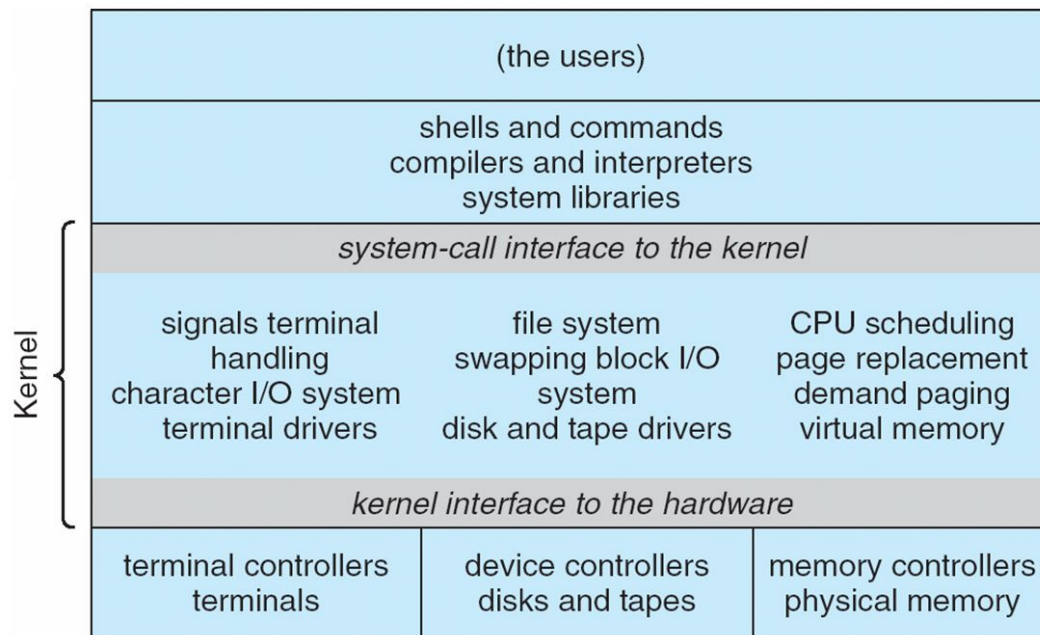 (the users)
shells and commands
compilers and interpreters
system libraries
Kernel
system-call interface to the kernel
signals terminal
handling
character I/O system
terminal drivers
file system
swapping block I/O
system
disk and tape drivers
CPU scheduling
page replacement
demand paging
virtual memory
kernel interface to the hardware
terminal controllers
terminals
device controllers
disks and tapes
memory controllers
physical memory